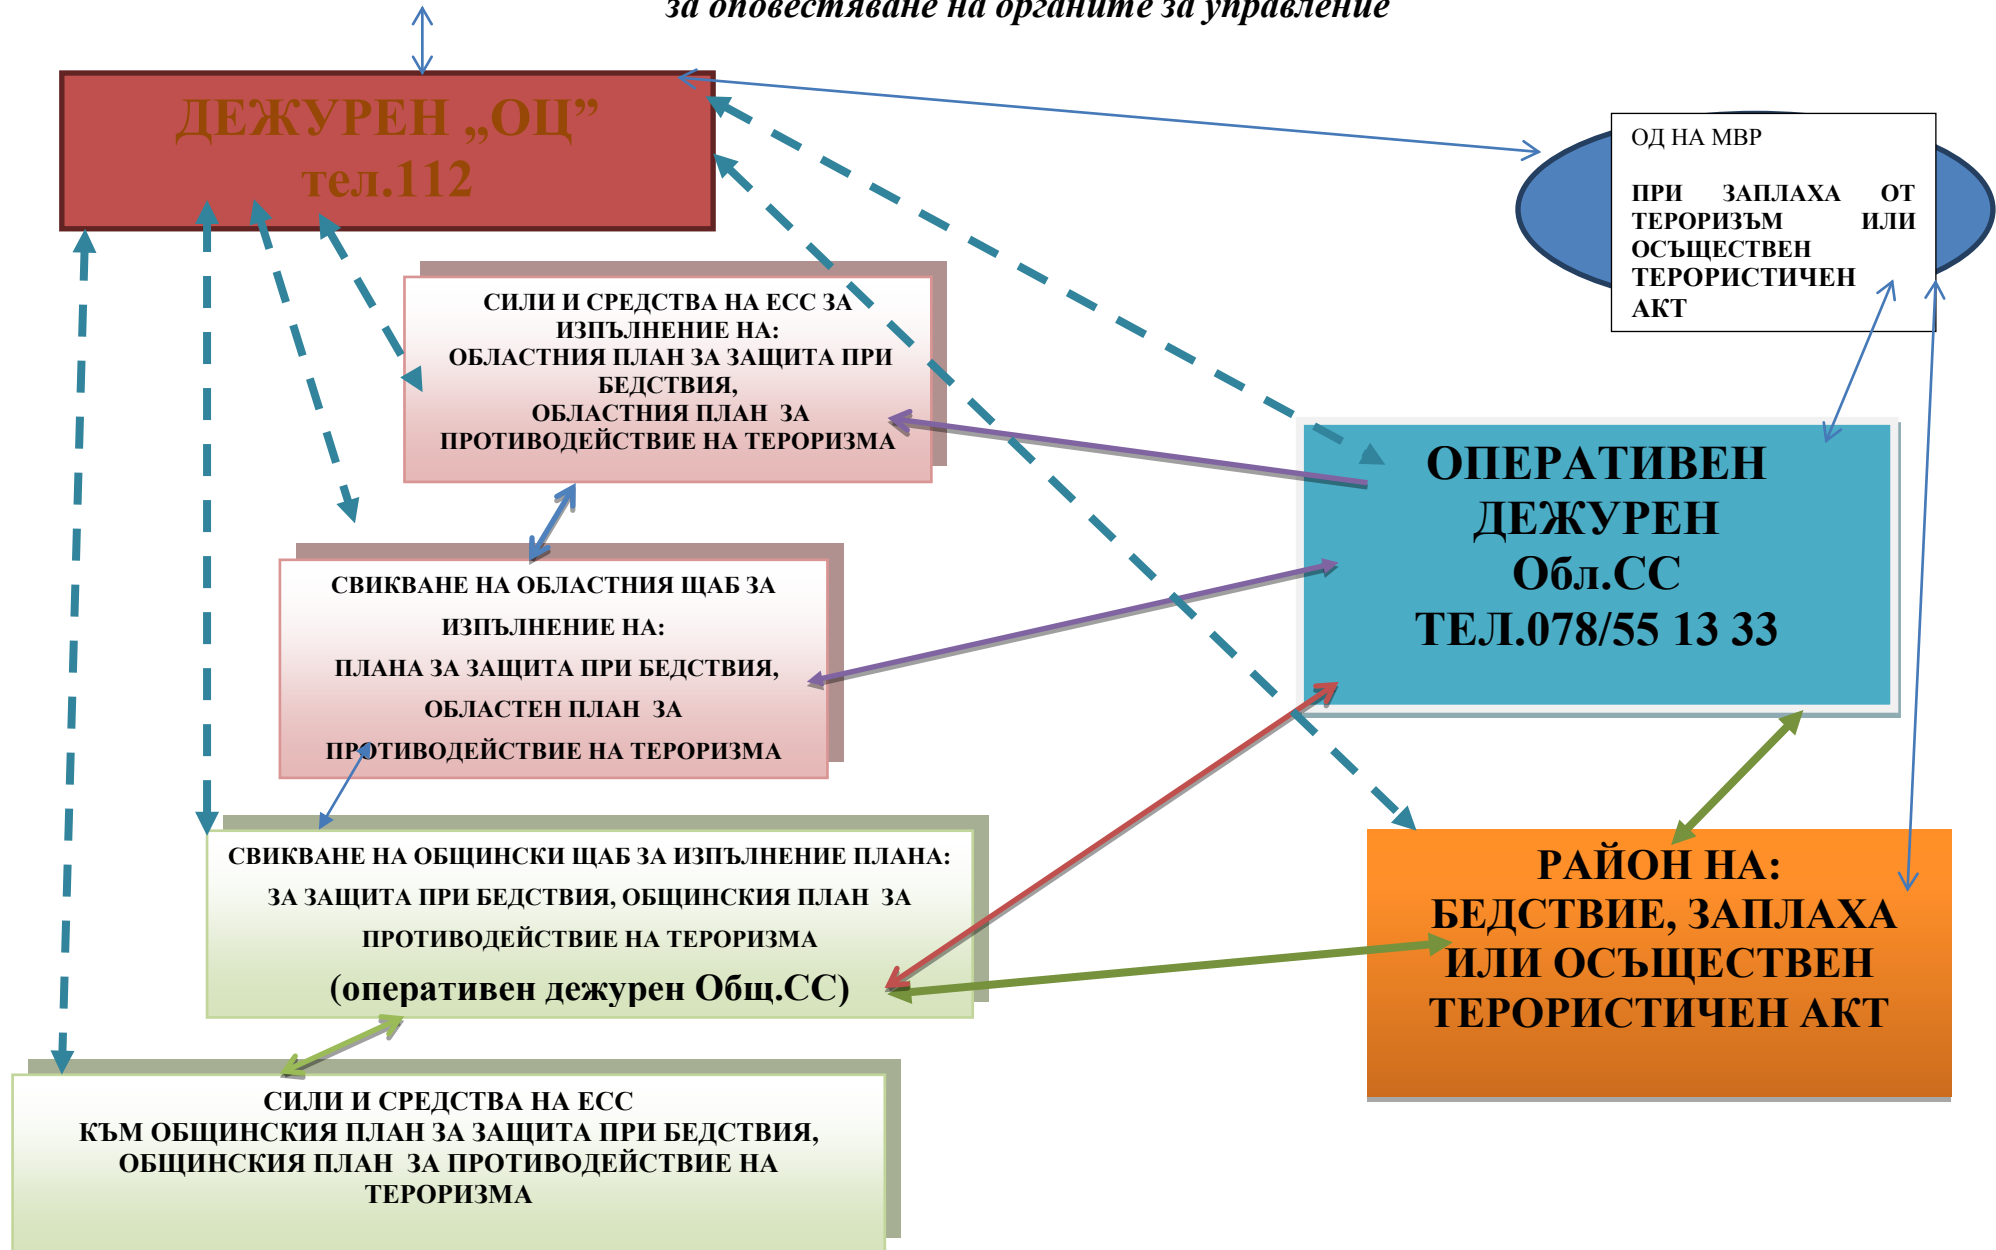 за оповестяване на органите за управление
ДЕЖУРЕН „ОЦ”
тел.112
ОД НА МВР
ПРИ ЗАПЛАХА ОТ
ТЕРОРИЗЪМ ИЛИ
ОСЪЩЕСТВЕН
ТЕРОРИСТИЧЕН
АКТ
СИЛИ И СРЕДСТВА НА ЕСС ЗА
ИЗПЪЛНЕНИЕ НА:
ОБЛАСТНИЯ ПЛАН ЗА ЗАЩИТА ПРИ
БЕДСТВИЯ,
ОБЛАСТНИЯ ПЛАН ЗА
ПРОТИВОДЕЙСТВИЕ НА ТЕРОРИЗМА
ОПЕРАТИВЕН
ДЕЖУРЕН
Обл.СС
ТЕЛ.078/55 13 33
СВИКВАНЕ НА ОБЛАСТНИЯ ЩАБ ЗА
ИЗПЪЛНЕНИЕ НА:
ПЛАНА ЗА ЗАЩИТА ПРИ БЕДСТВИЯ,
ОБЛАСТЕН ПЛАН ЗА
ПРОТИВОДЕЙСТВИЕ НА ТЕРОРИЗМА
СВИКВАНЕ НА ОБЩИНСКИ ЩАБ ЗА ИЗПЪЛНЕНИЕ ПЛАНА:
ЗА ЗАЩИТА ПРИ БЕДСТВИЯ, ОБЩИНСКИЯ ПЛАН ЗА
ПРОТИВОДЕЙСТВИЕ НА ТЕРОРИЗМА
(оперативен дежурен Общ.СС)
РАЙОН НА:
БЕДСТВИЕ, ЗАПЛАХА
ИЛИ ОСЪЩЕСТВЕН
ТЕРОРИСТИЧЕН АКТ
СИЛИ И СРЕДСТВА НА ЕСС
КЪМ ОБЩИНСКИЯ ПЛАН ЗА ЗАЩИТА ПРИ БЕДСТВИЯ,
ОБЩИНСКИЯ ПЛАН ЗА ПРОТИВОДЕЙСТВИЕ НА
ТЕРОРИЗМА